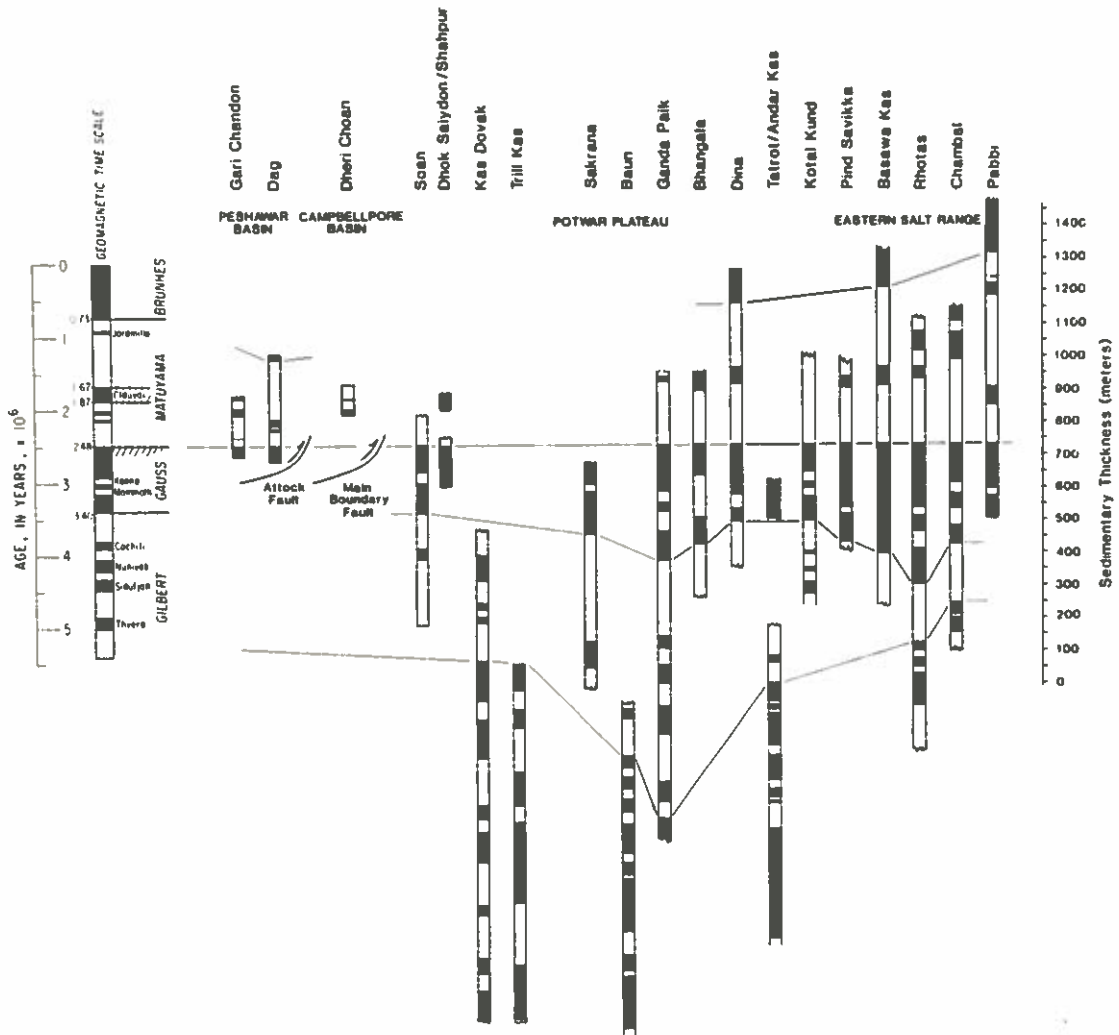 GEOMAGNETIC TIME SCALE
Gari Chandon
Dag
Dheri Choan
Soan
Dhok Saiydon/Shahpur
Kas Dovak
Trill Kas
Sakrana
Baun
Ganda Paik
Bhangala
Dina
Tatrot/Andar Kas
Kotal Kund
Pind Savikka
Basawa Kas
Rhotas
Chambal
Pabbi
PESHAWAR
BASIN
CAMPBELLPORE
BASIN
POTWAR PLATEAU
EASTERN SALT RANGE
AGE, IN YEARS, x 10⁶
0
1
2
3
4
5
Jaramillo
Kaena
Mammoth
Cochiti
Nunivak
Sidufjall
Thvera
BRUNHES
MATUYAMA
GAUSS
GILBERT
Attock
Fault
Main
Boundary
Fault
1400
1300
1200
1100
1000
900
800
700
600
500
400
300
200
100
0
Sedimentary Thickness (meters)